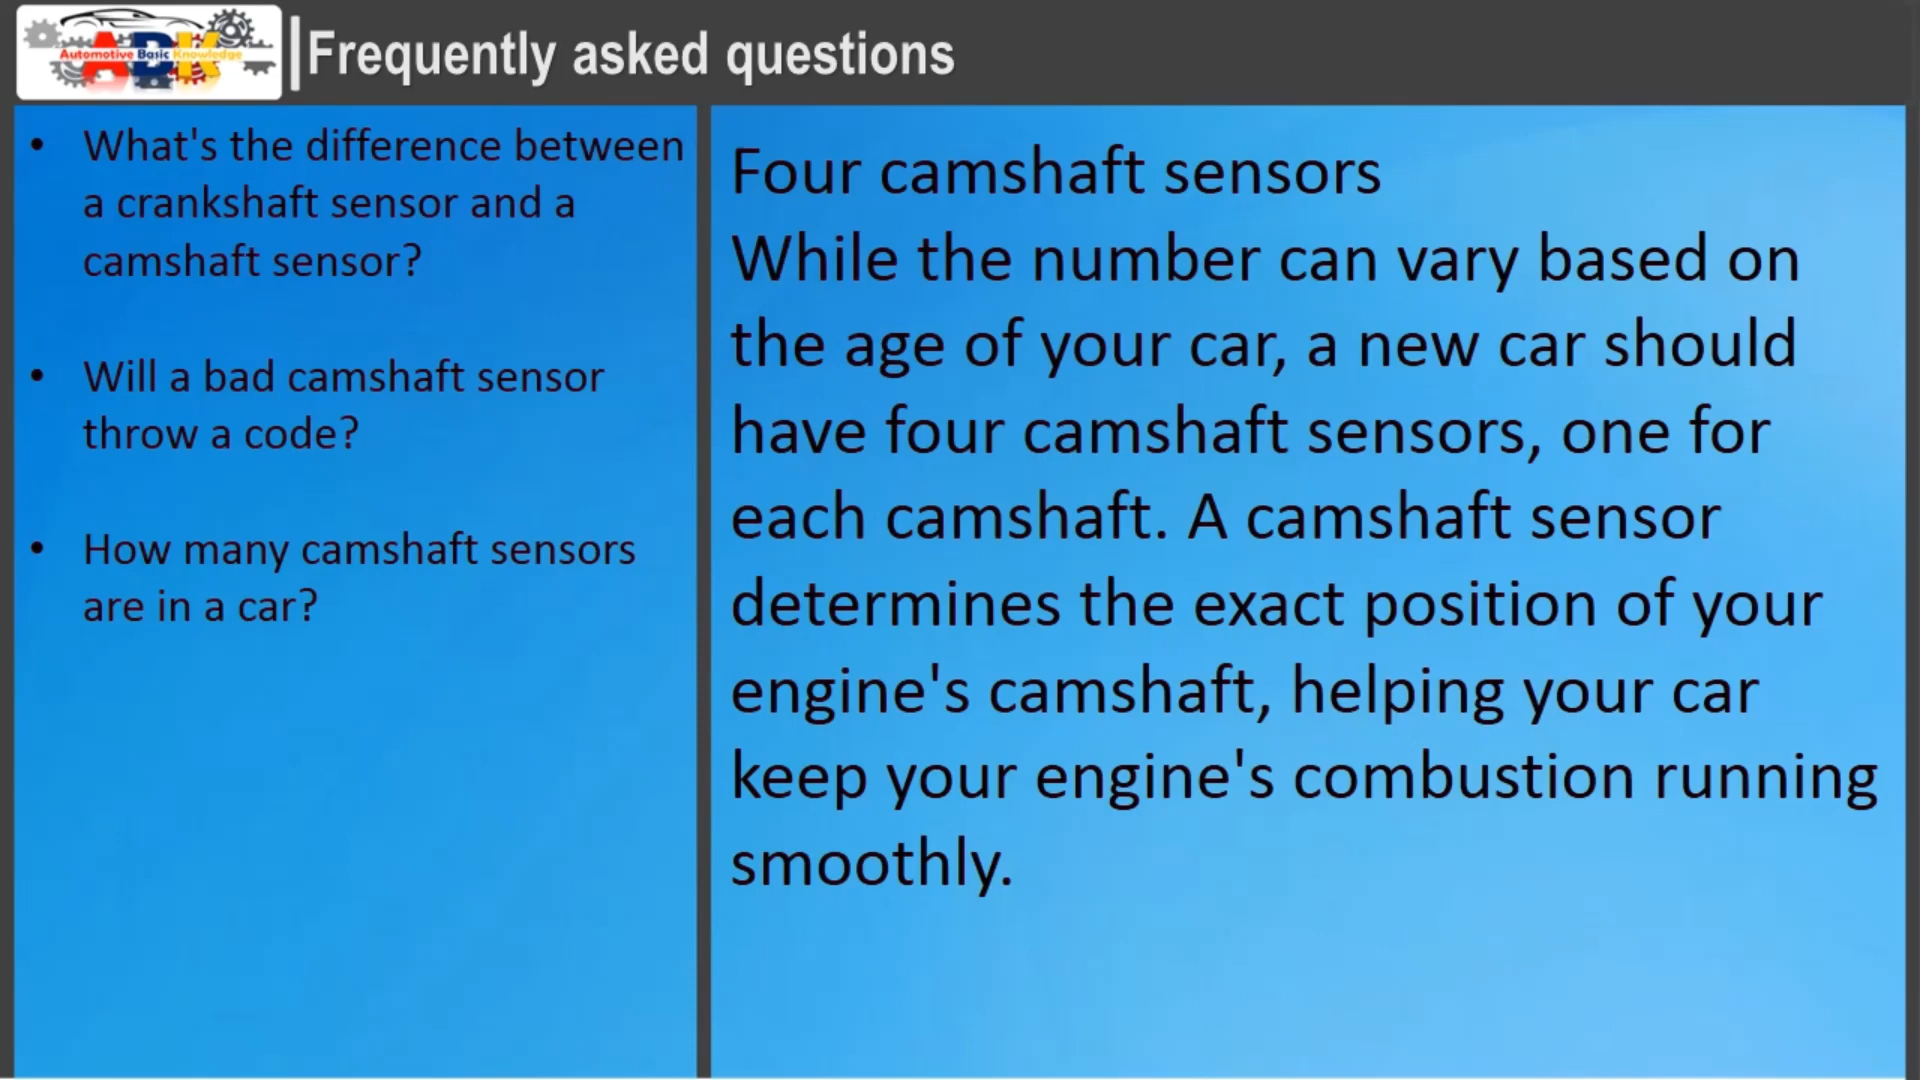 ABK
Automotive Basic Knowledge
Frequently asked questions
• What's the difference between
a crankshaft sensor and a
camshaft sensor?
• Will a bad camshaft sensor
throw a code?
• How many camshaft sensors
are in a car?
Four camshaft sensors
While the number can vary based on
the age of your car, a new car should
have four camshaft sensors, one for
each camshaft. A camshaft sensor
determines the exact position of your
engine's camshaft, helping your car
keep your engine's combustion running
smoothly.